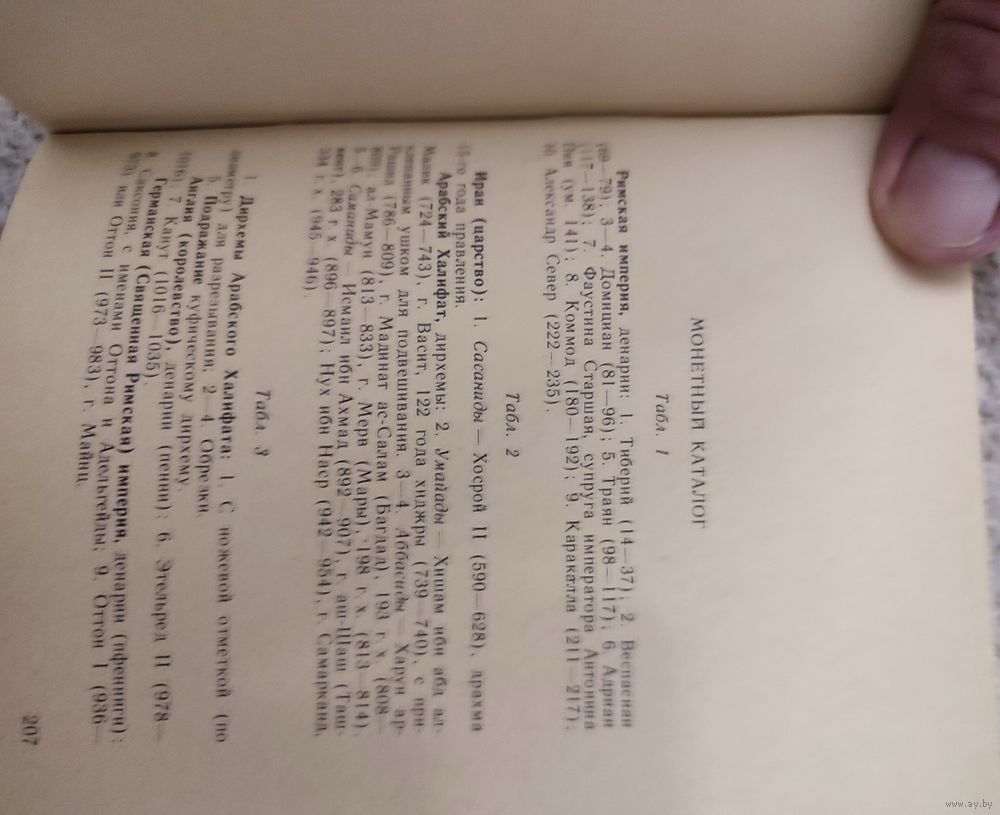 МОНЕТНЫЙ КАТАЛОГ
Табл. 1
Римская империя, денарии: 1. Тиберий (14—37); 2. Веспасиан
(69—79); 3—4. Домициан (81—96); 5. Траян (98—117); 6. Адриан
(117—138); 7. Фаустина Старшая, супруга императора Антонина
Пия (ум. 141); 8. Коммод (180—192); 9. Каракалла (211—217);
Александр Север (222—235).
Табл. 2
Иран (царство): 1. Сасаниды — Хосрой II (590—628), драхма
года правления.
Арабский Халифат, дирхемы: 2. Умайады — Хишам ибн абд ал-
Малик (724—743), г. Васит, 122 года хиджры (739—740), с при-
клепанным ушком для подвешивания. 3—4. Аббасиды — Харун ар-
Рашид (786—809), г. Мадинат ас-Салам (Багдад), 193 г. х. (808—
809), ал-Мамун (813—833), г. Мерв (Мары), 198 г. х. (813—814).
5—6. Саманиды — Исмаил ибн Ахмад (892—907), г. аш-Шаш (Таш-
кент), 283 г. х. (896—897); Нух ибн Наср (942—954), г. Самарканд,
334 г. х. (945—946).
Табл. 3
Дирхемы Арабского Халифата: 1. С ножевой отметкой (по
диаметру) для разрезывания; 2—4. Обрезки.
5. Подражание куфическому дирхему.
Англия (королевство), денарии (пенни): 6. Этельред II (978—
1016); 7. Канут (1016—1035).
Германская (Священная Римская) империя, денарии (пфенниги):
8. Саксония, с именами Оттона и Адельгейды; 9. Оттон I (936—
973) или Оттон II (973—983), г. Майнц.
207
www.ay.by